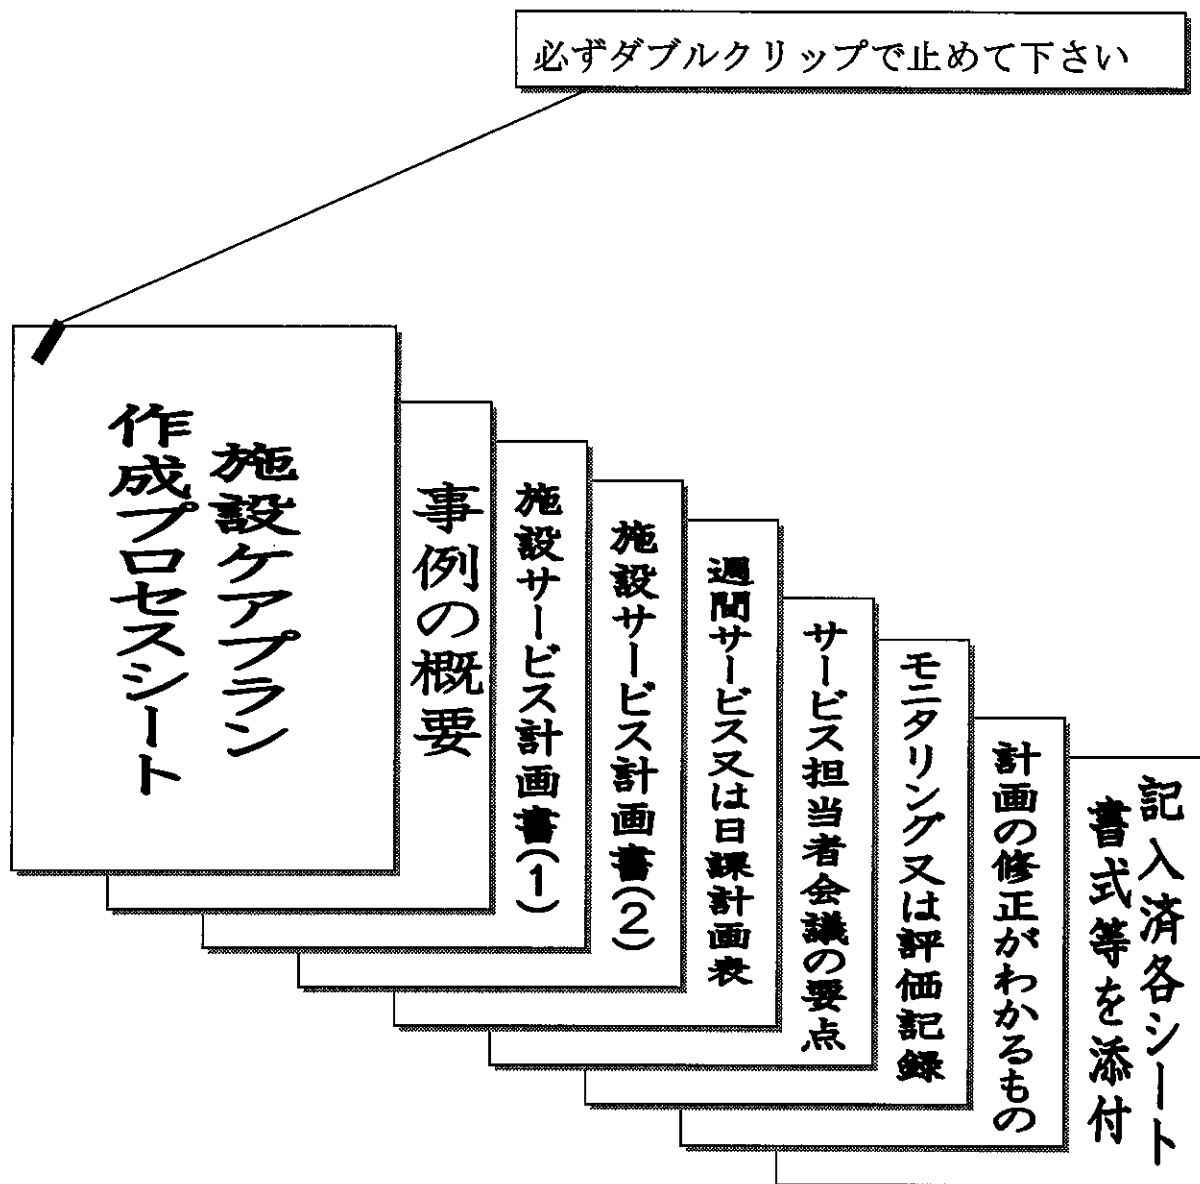 必ずダブルクリップで止めて下さい
施設ケアプラン
作成プロセスシート
事例の概要
施設サービス計画書(1)
施設サービス計画書(2)
週間サービス又は日課計画表
サービス担当者会議の要点
モニタリング又は評価記録
計画の修正がわかるもの
記入済各シート
書式等を添付